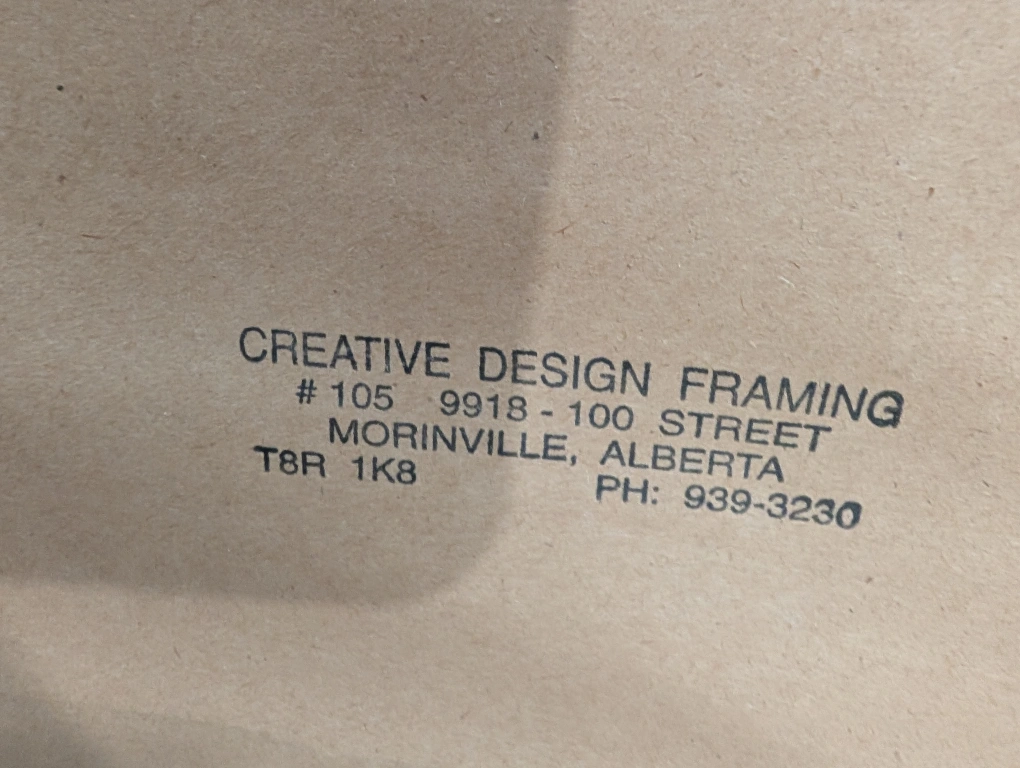 CREATIVE DESIGN FRAMING
# 105 9918 - 100 STREET
MORINVILLE, ALBERTA
T8R 1K8 PH: 939-3230